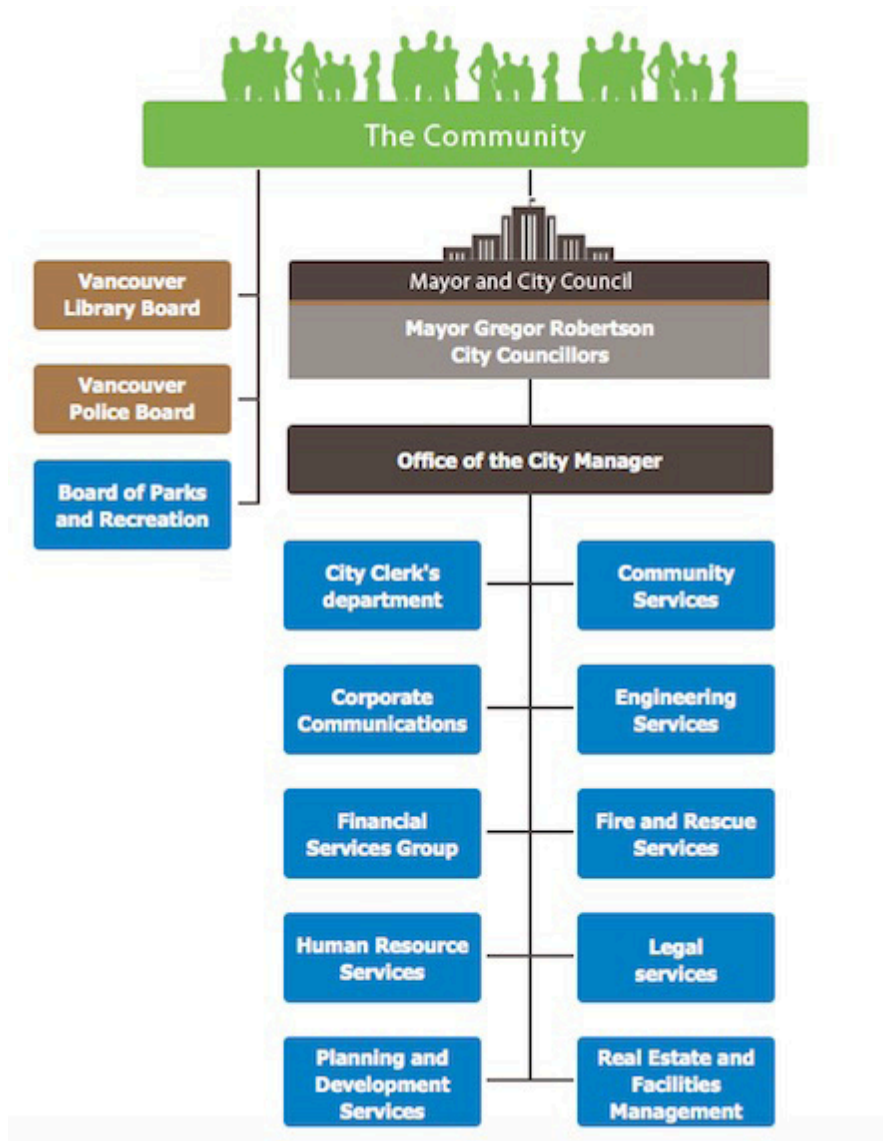 The Community
Vancouver
Library Board
Vancouver
Police Board
Board of Parks
and Recreation
Mayor and City Council
Mayor Gregor Robertson
City Councillors
Office of the City Manager
City Clerk's
department
Community
Services
Corporate
Communications
Engineering
Services
Financial
Services Group
Fire and Rescue
Services
Human Resource
Services
Legal
services
Planning and
Development
Services
Real Estate and
Facilities
Management